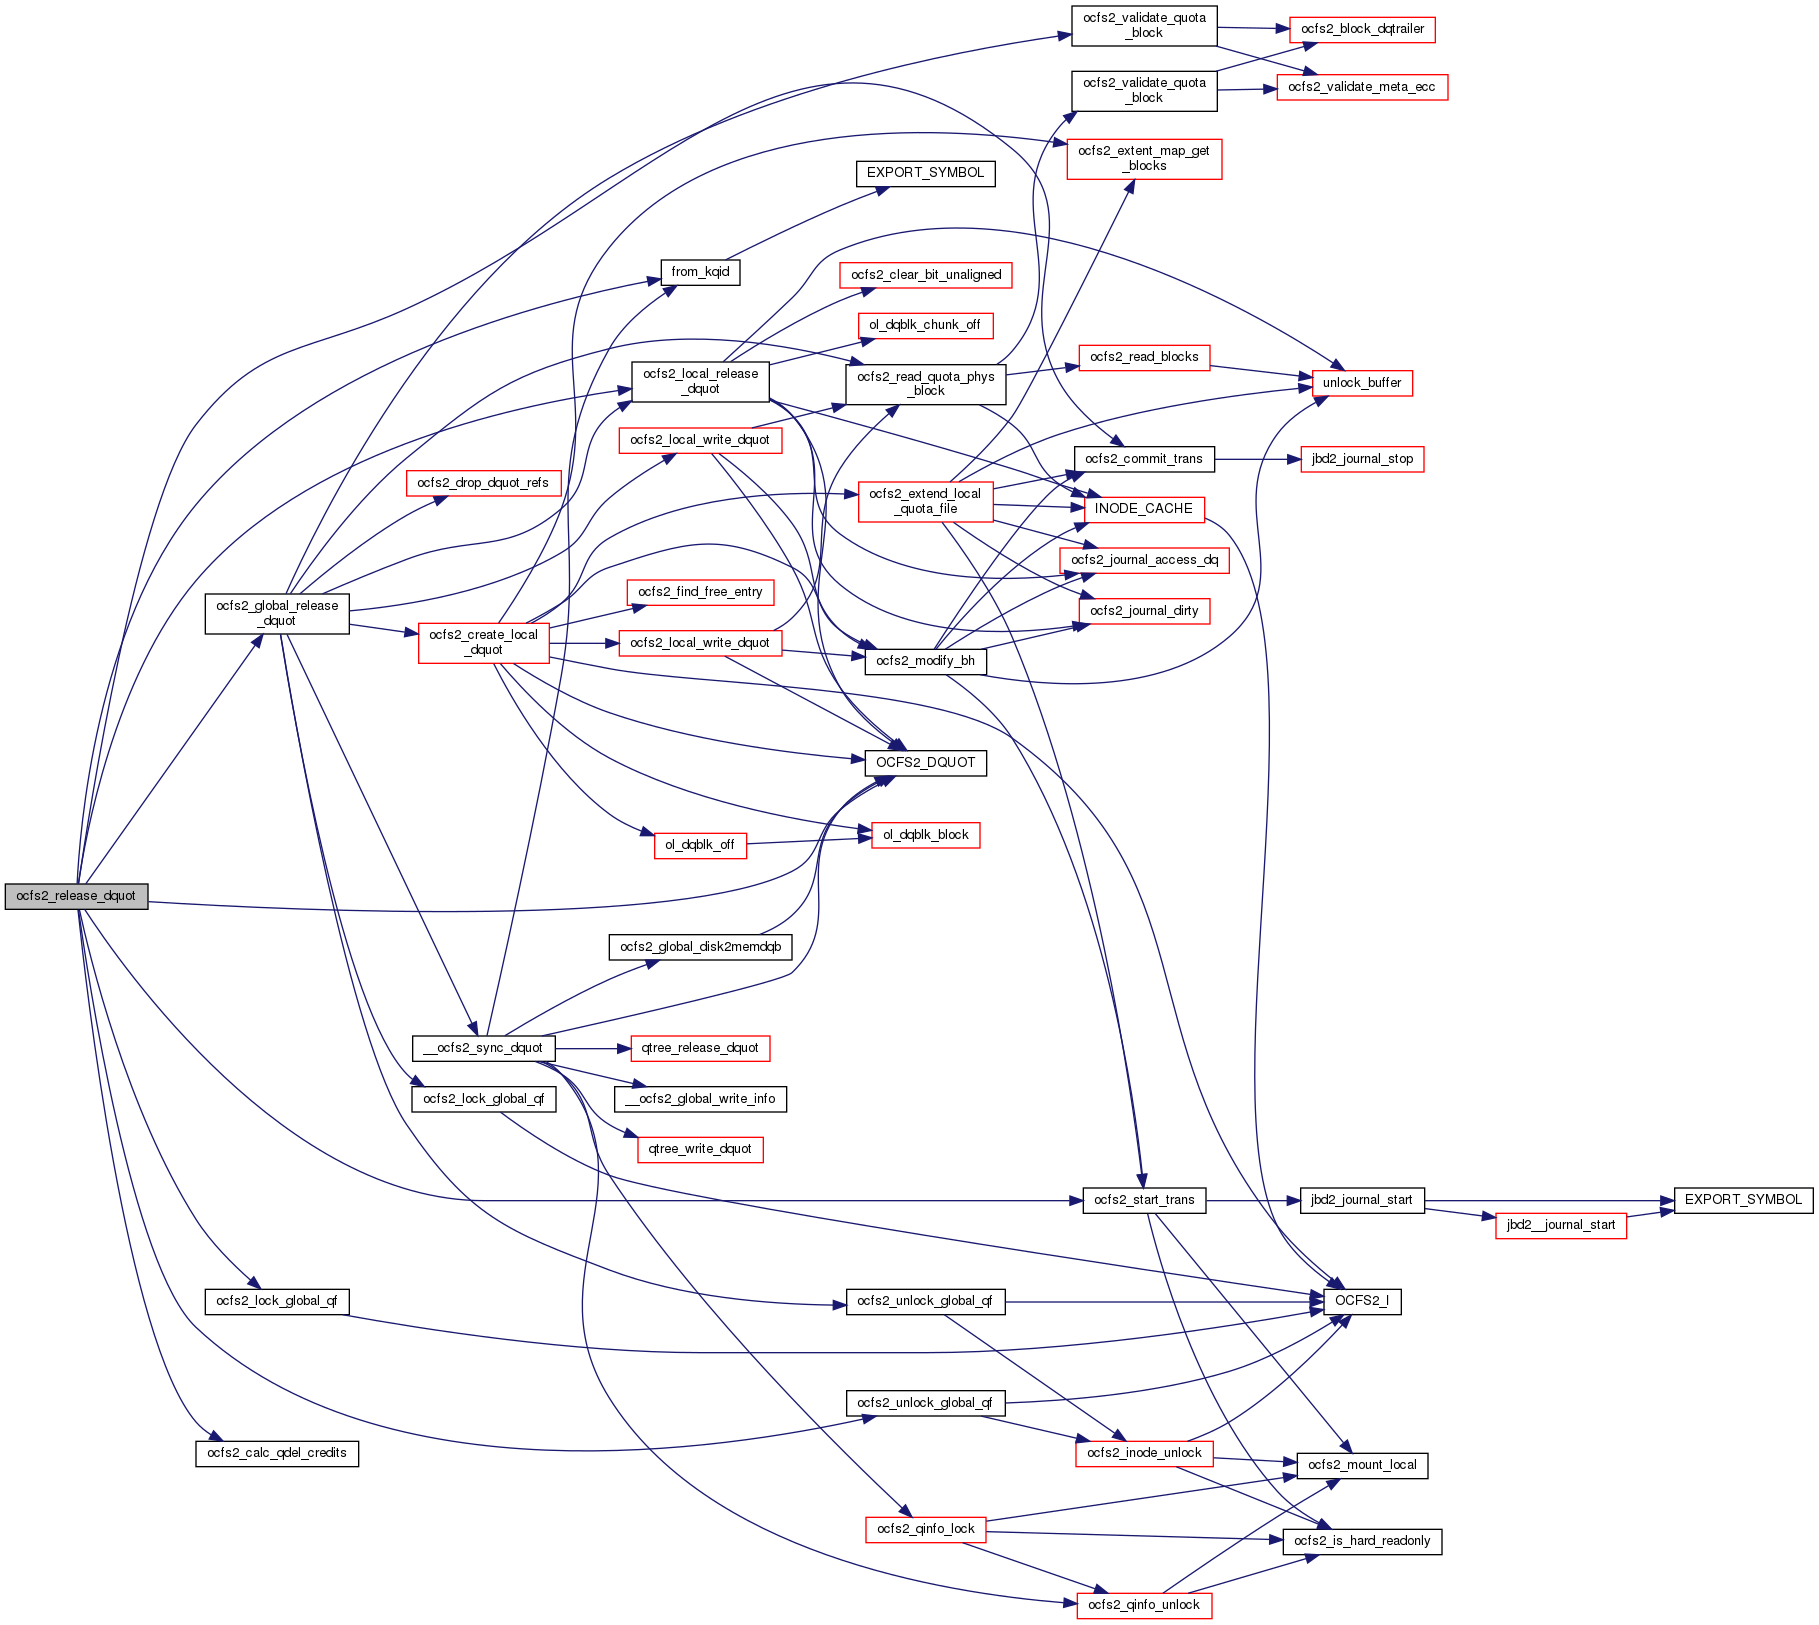 ocfs2_validate_quota
_block
ocfs2_block_dqtrailer
ocfs2_validate_quota
_block
ocfs2_validate_meta_ecc
ocfs2_extent_map_get
_blocks
EXPORT_SYMBOL
from_kqid
ocfs2_clear_bit_unaligned
ol_dqblk_chunk_off
ocfs2_local_release
_dquot
ocfs2_read_quota_phys
_block
ocfs2_read_blocks
unlock_buffer
ocfs2_local_write_dquot
ocfs2_commit_trans
jbd2_journal_stop
ocfs2_drop_dquot_refs
ocfs2_extend_local
_quota_file
INODE_CACHE
ocfs2_journal_access_dq
ocfs2_find_free_entry
ocfs2_journal_dirty
ocfs2_global_release
_dquot
ocfs2_create_local
_dquot
ocfs2_local_write_dquot
ocfs2_modify_bh
OCFS2_DQUOT
ol_dqblk_off
ol_dqblk_block
ocfs2_release_dquot
ocfs2_global_disk2memdqb
__ocfs2_sync_dquot
qtree_release_dquot
ocfs2_lock_global_qf
__ocfs2_global_write_info
qtree_write_dquot
ocfs2_start_trans
jbd2_journal_start
EXPORT_SYMBOL
jbd2__journal_start
ocfs2_lock_global_qf
ocfs2_unlock_global_qf
OCFS2_I
ocfs2_unlock_global_qf
ocfs2_calc_qdel_credits
ocfs2_inode_unlock
ocfs2_mount_local
ocfs2_qinfo_lock
ocfs2_is_hard_readonly
ocfs2_qinfo_unlock